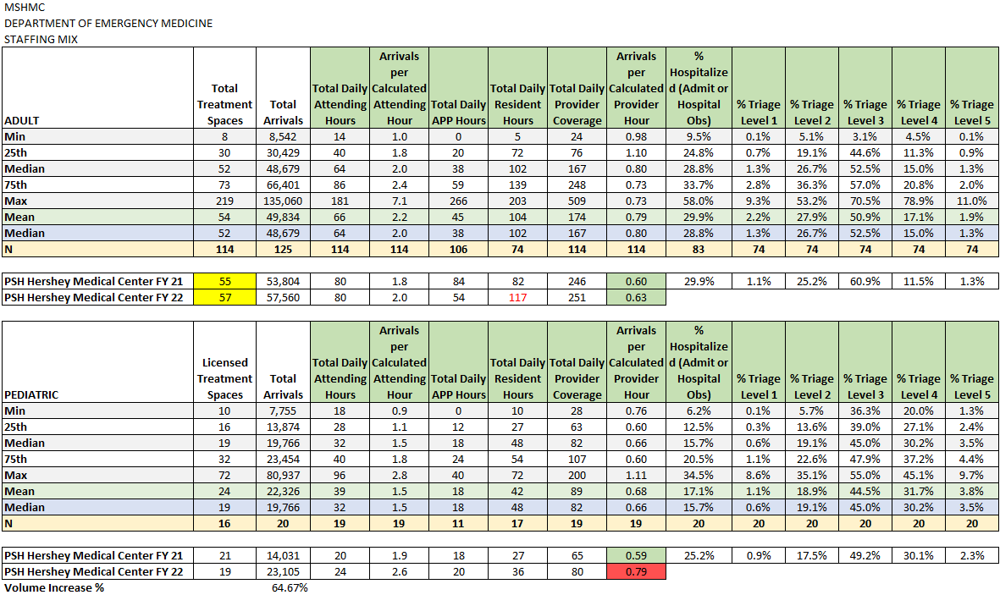 MSHMC
DEPARTMENT OF EMERGENCY MEDICINE
STAFFING MIX
ADULT Total Treatment Spaces Total Arrivals Total Daily Attending Hours Arrivals per Calculated Attending Hour Total Daily APP Hours Total Daily Resident Hours Total Daily Provider Coverage Arrivals per Calculated Provider Hour % Hospitalize d (Admit or Hospital Obs) % Triage Level 1 % Triage Level 2 % Triage Level 3 % Triage Level 4 % Triage Level 5
Min 8 8,542 14 1.0 0 5 24 0.98 9.5% 0.1% 5.1% 3.1% 4.5% 0.1%
25th 30 30,429 40 1.8 20 72 76 1.10 24.8% 0.7% 19.1% 44.6% 11.3% 0.9%
Median 52 48,679 64 2.0 38 102 167 0.80 28.8% 1.3% 26.7% 52.5% 15.0% 1.3%
75th 73 66,401 86 2.4 59 139 248 0.73 33.7% 2.8% 36.3% 57.0% 20.8% 2.0%
Max 219 135,060 181 7.1 266 203 509 0.73 58.0% 9.3% 53.2% 70.5% 78.9% 11.0%
Mean 54 49,834 66 2.2 45 104 174 0.79 29.9% 2.2% 27.9% 50.9% 17.1% 1.9%
Median 52 48,679 64 2.0 38 102 167 0.80 28.8% 1.3% 26.7% 52.5% 15.0% 1.3%
N 114 125 114 114 106 74 114 114 83 74 74 74 74 74
PSH Hershey Medical Center FY 21 55 53,804 80 1.8 84 82 246 0.60 29.9% 1.1% 25.2% 60.9% 11.5% 1.3%
PSH Hershey Medical Center FY 22 57 57,560 80 2.0 54 117 251 0.63
PEDIATRIC Licensed Treatment Spaces Total Arrivals Total Daily Attending Hours Arrivals per Calculated Attending Hour Total Daily APP Hours Total Daily Resident Hours Total Daily Provider Coverage Arrivals per Calculated Provider Hour % Hospitalize d (Admit or Hospital Obs) % Triage Level 1 % Triage Level 2 % Triage Level 3 % Triage Level 4 % Triage Level 5
Min 10 7,755 18 0.9 0 10 28 0.76 6.2% 0.1% 5.7% 36.3% 20.0% 1.3%
25th 16 13,874 28 1.1 12 27 63 0.60 12.5% 0.3% 13.6% 39.0% 27.1% 2.4%
Median 19 19,766 32 1.5 18 48 82 0.66 15.7% 0.6% 19.1% 45.0% 30.2% 3.5%
75th 32 23,454 40 1.8 24 54 107 0.60 20.5% 1.1% 22.6% 47.9% 37.2% 4.4%
Max 72 80,937 96 2.8 40 72 200 1.11 34.5% 8.6% 35.1% 55.0% 45.1% 9.7%
Mean 24 22,326 39 1.5 18 42 89 0.68 17.1% 1.1% 18.9% 44.5% 31.7% 3.8%
Median 19 19,766 32 1.5 18 48 82 0.66 15.7% 0.6% 19.1% 45.0% 30.2% 3.5%
N 16 20 19 19 11 17 19 19 20 20 20 20 20 20
PSH Hershey Medical Center FY 21 21 14,031 20 1.9 18 27 65 0.59 25.2% 0.9% 17.5% 49.2% 30.1% 2.3%
PSH Hershey Medical Center FY 22 19 23,105 24 2.6 20 36 80 0.79
Volume Increase % 64.67%